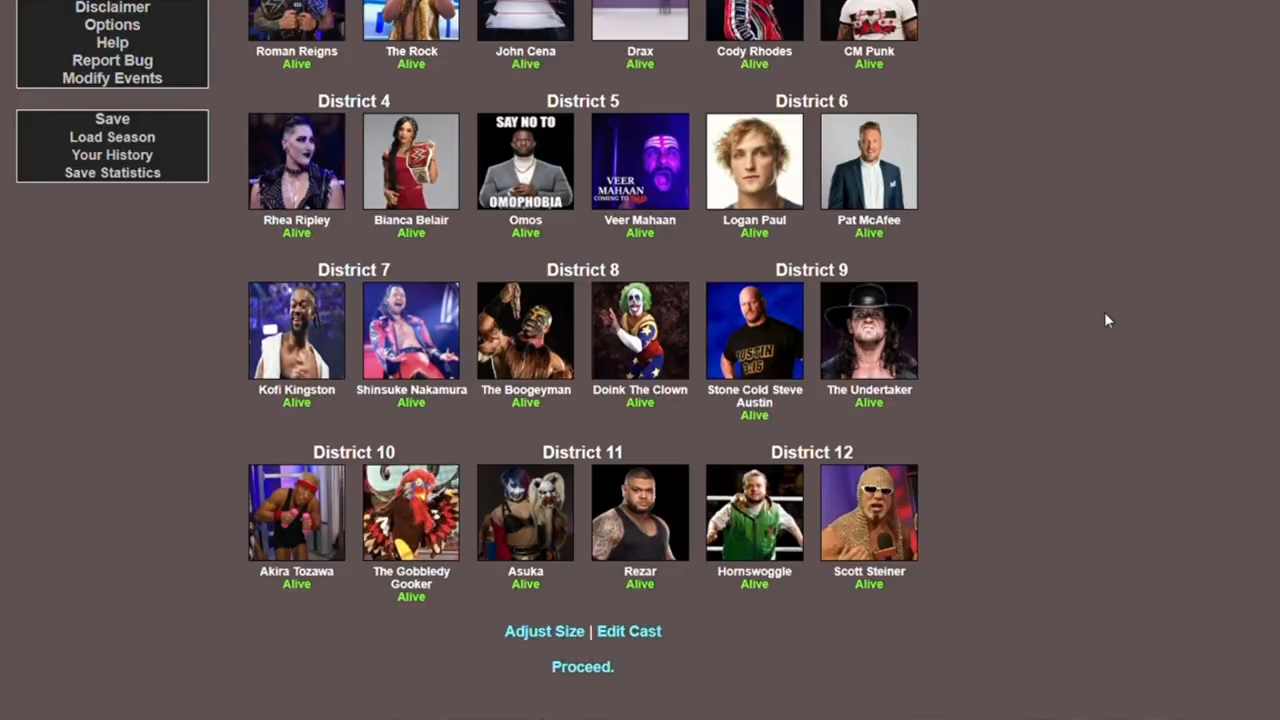 Disclaimer
Options
Help
Report Bug
Modify Events
Save
Load Season
Your History
Save Statistics
Roman Reigns
Alive
The Rock
Alive
John Cena
Alive
Drax
Alive
Cody Rhodes
Alive
CM Punk
Alive
District 4
District 5
District 6
SAY NO TO
OMOPHOBIA
VEER
MAHAAN
COMING TO
Rhea Ripley
Alive
Bianca Belair
Alive
Omos
Alive
Veer Mahaan
Alive
Logan Paul
Alive
Pat McAfee
Alive
District 7
District 8
District 9
Kofi Kingston
Alive
Shinsuke Nakamura
Alive
The Boogeyman
Alive
Doink The Clown
Alive
Stone Cold Steve
Austin
Alive
The Undertaker
Alive
District 10
District 11
District 12
Akira Tozawa
Alive
The Gobbledy
Gooker
Alive
Asuka
Alive
Rezar
Alive
Hornswoggle
Alive
Scott Steiner
Alive
Adjust Size | Edit Cast
Proceed.